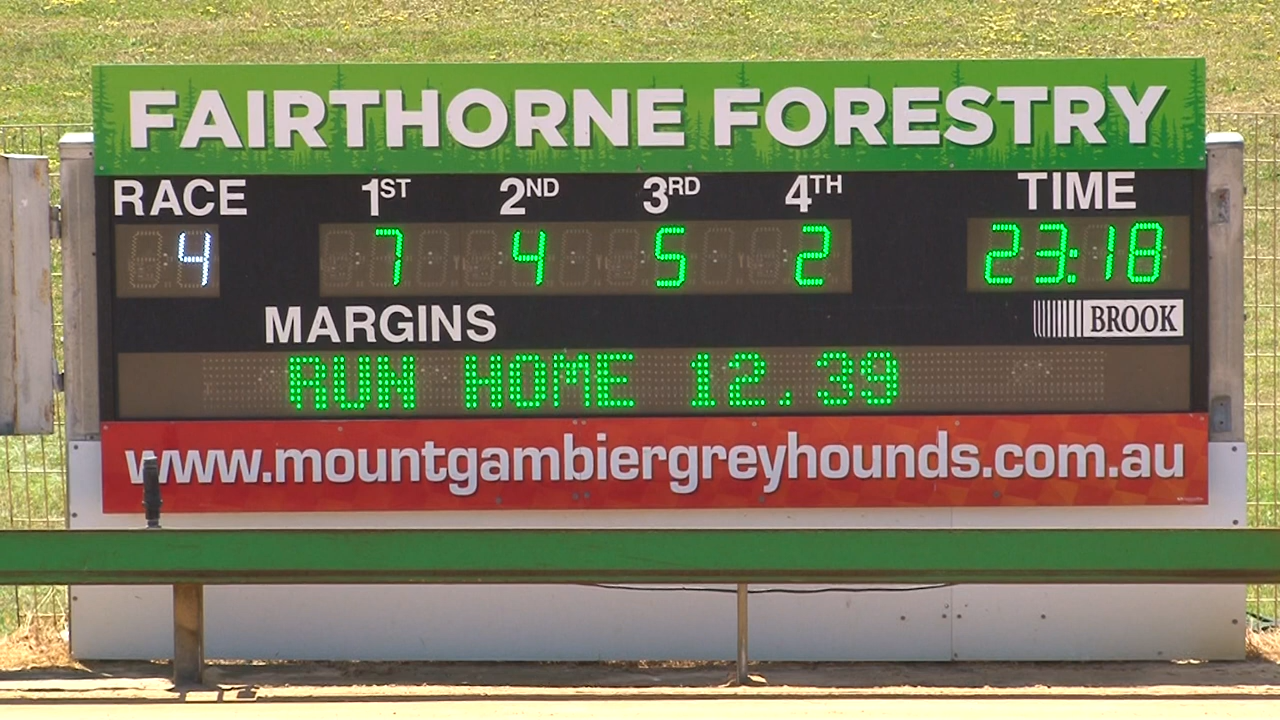 FAIRTHORNE FORESTRY
RACE 1ST 2ND 3RD 4TH TIME
4 7 4 5 2 23:18
MARGINS BROOK
RUN HOME 12.39
www.mountgambiergreyhounds.com.au